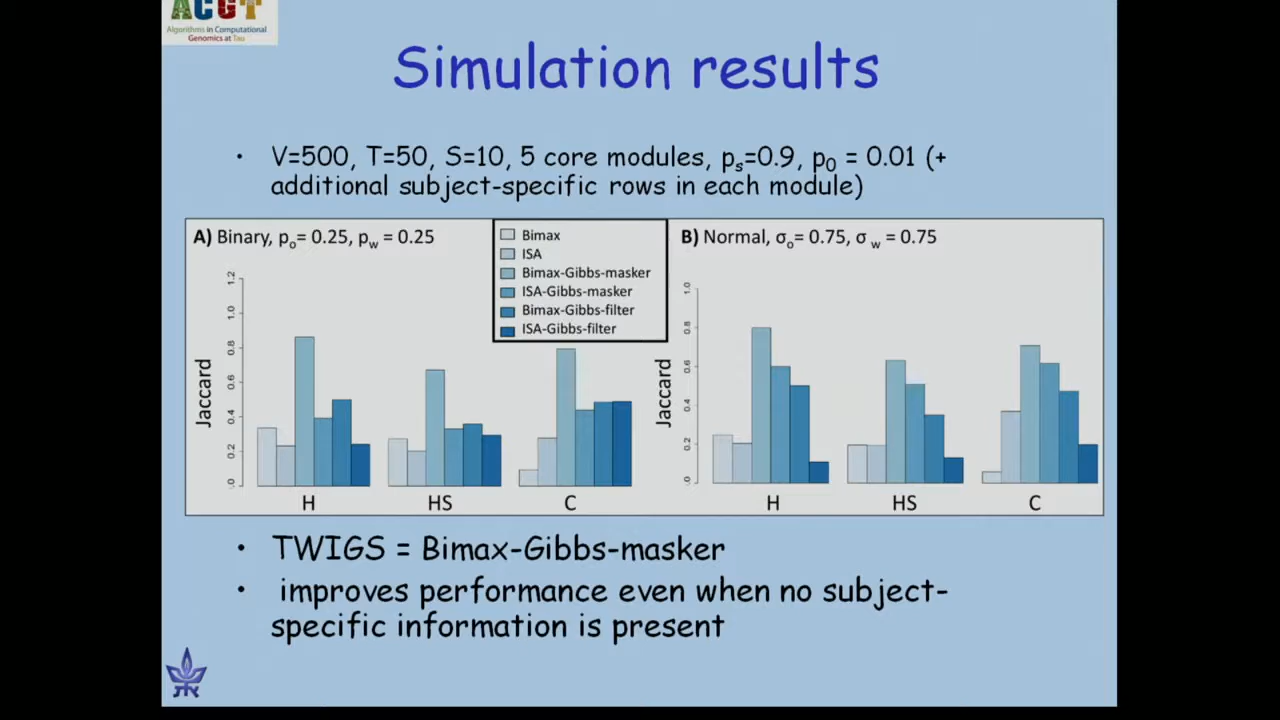 ACGT
Algorithms in Computational
Genomics at Tau
Simulation results
• V=500, T=50, S=10, 5 core modules, ps=0.9, p0 = 0.01 (+
additional subject-specific rows in each module)
A) Binary, po= 0.25, pw = 0.25
Bimax
ISA
Bimax-Gibbs-masker
ISA-Gibbs-masker
Bimax-Gibbs-filter
ISA-Gibbs-filter
B) Normal, σo= 0.75, σ w = 0.75
Jaccard
1.2
1.0
0.8
0.6
0.4
0.2
.0
H
HS
C
Jaccard
1.0
0.8
0.6
0.4
0.2
.0
H
HS
C
• TWIGS = Bimax-Gibbs-masker
• improves performance even when no subject-
specific information is present